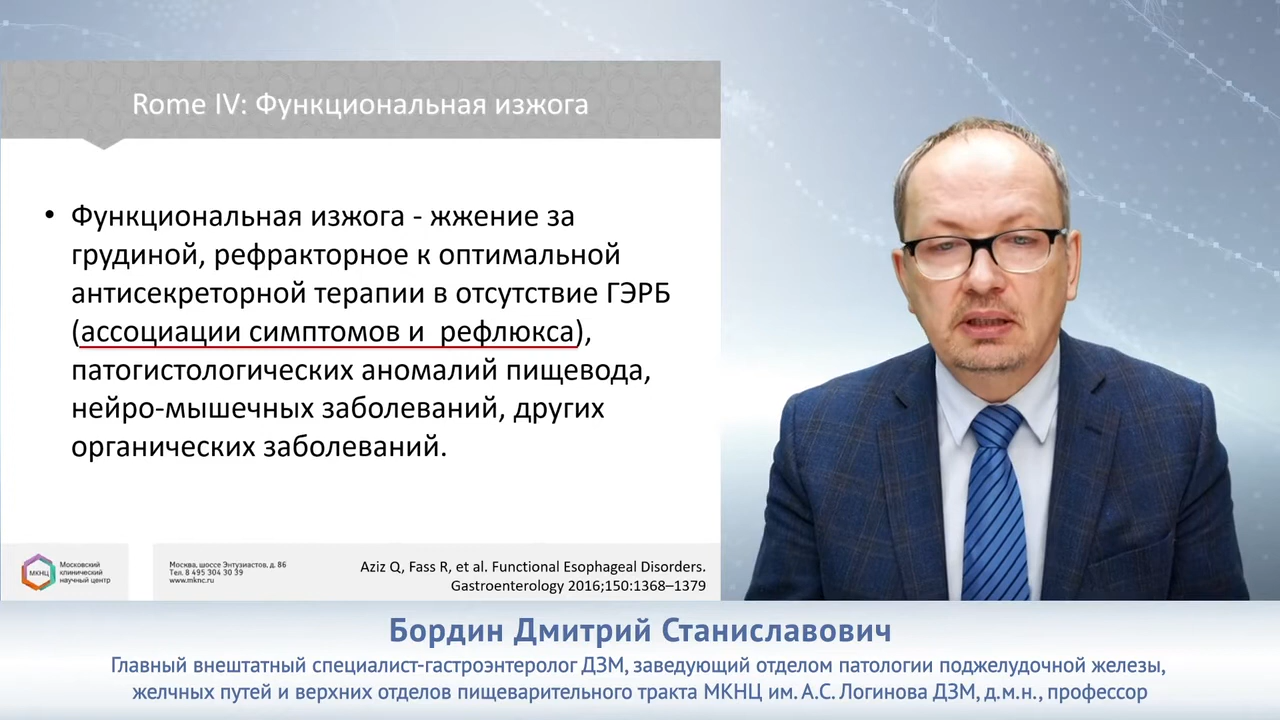 Rome IV: Функциональная изжога
• Функциональная изжога - жжение за
грудиной, рефракторное к оптимальной
антисекреторной терапии в отсутствие ГЭРБ
(ассоциации симптомов и рефлюкса),
патогистологических аномалий пищевода,
нейро-мышечных заболеваний, других
органических заболеваний.
МКНЦ
Московский
клинический
научный центр
Москва, шоссе Энтузиастов, д. 86
Тел. 8 495 304 30 39
www.mknc.ru
Aziz Q, Fass R, et al. Functional Esophageal Disorders.
Gastroenterology 2016;150:1368–1379
Бордин Дмитрий Станиславович
Главный внештатный специалист-гастроэнтеролог ДЗМ, заведующий отделом патологии поджелудочной железы,
желчных путей и верхних отделов пищеварительного тракта МКНЦ им. А.С. Логинова ДЗМ, д.м.н., профессор